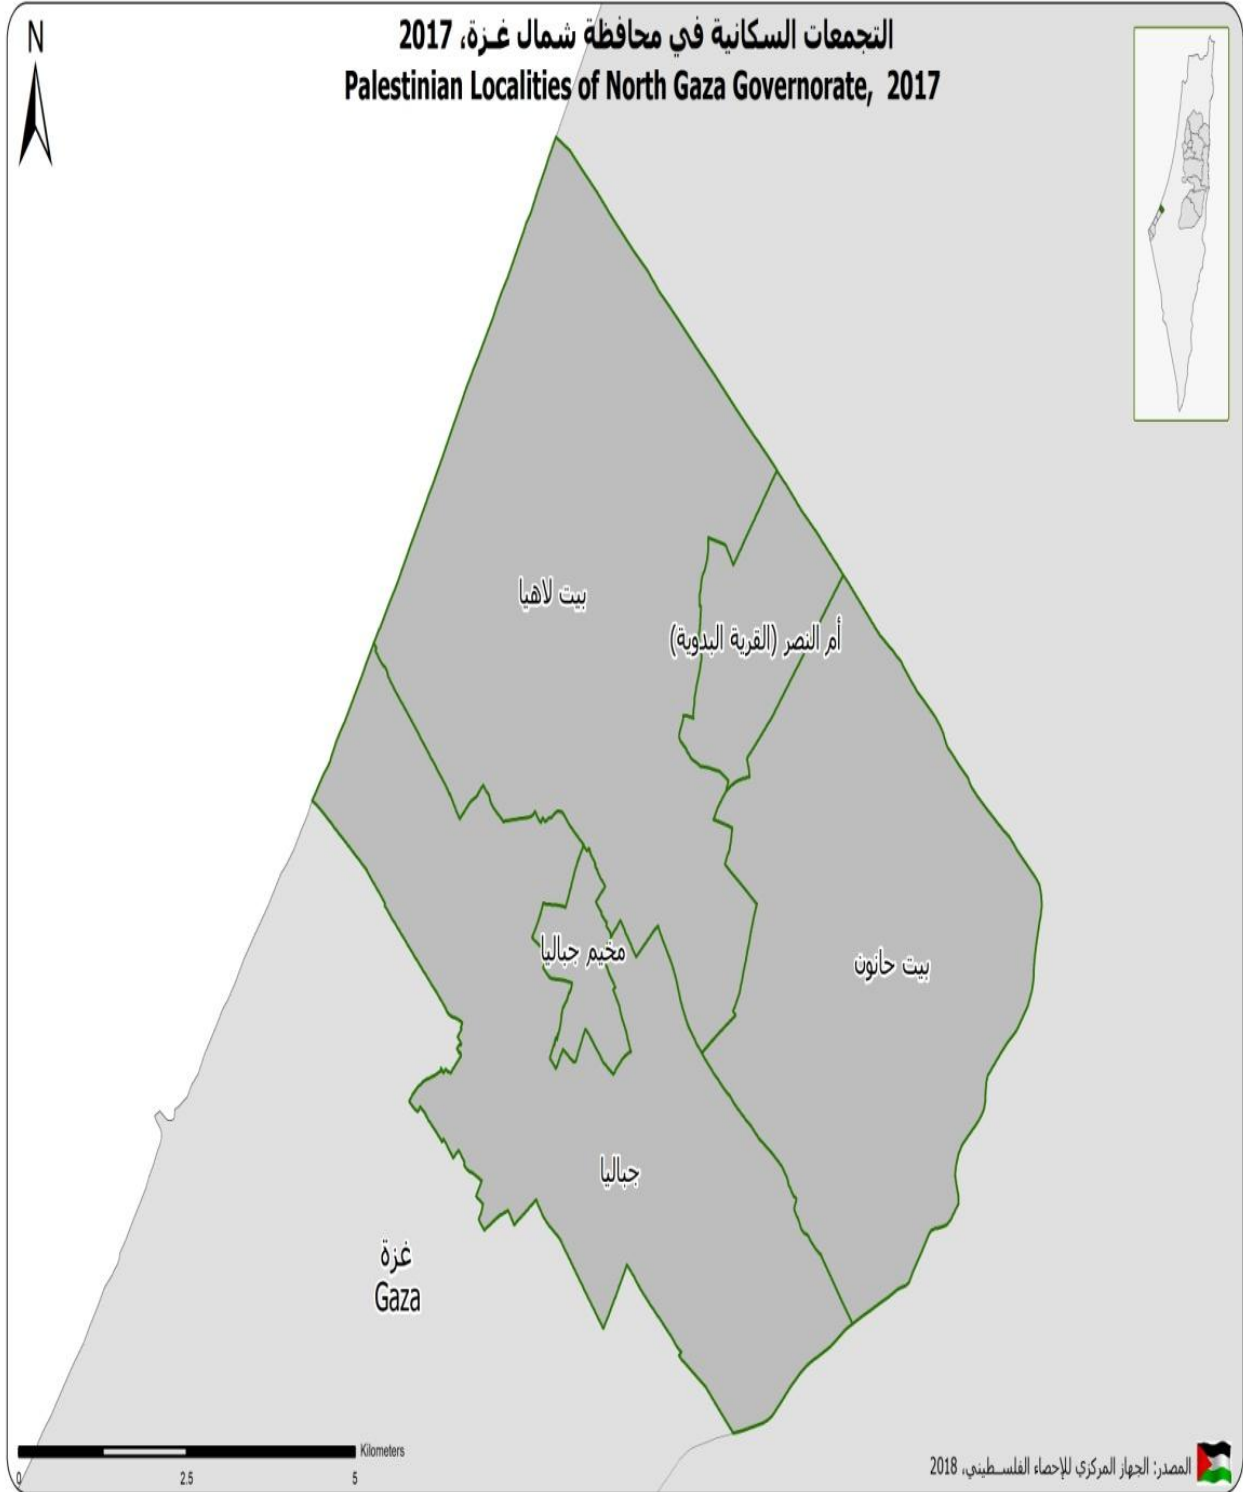 التجمعات السكانية في محافظة شمال غـزة، 2017
Palestinian Localities of North Gaza Governorate, 2017
N
بيت لاهيا
أم النصر (القرية البدوية)
مخيم جباليا
بيت حانون
جباليا
غزة
Gaza
Kilometers
0 2.5 5
المصدر: الجهاز المركزي للإحصاء الفلسـطيني، 2018